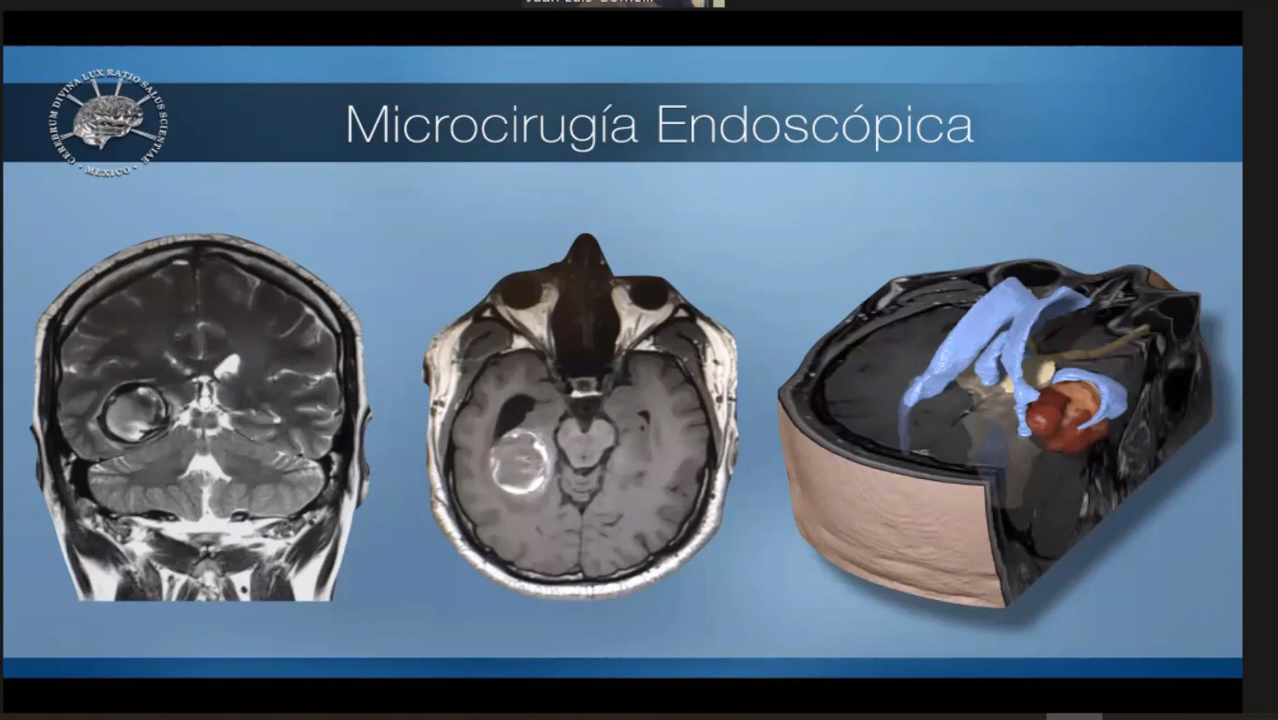 Microcirugía Endoscópica
CEREBRUM DIVINA LUX RATIO SALUS SCIENTIAE
· MEXICO ·